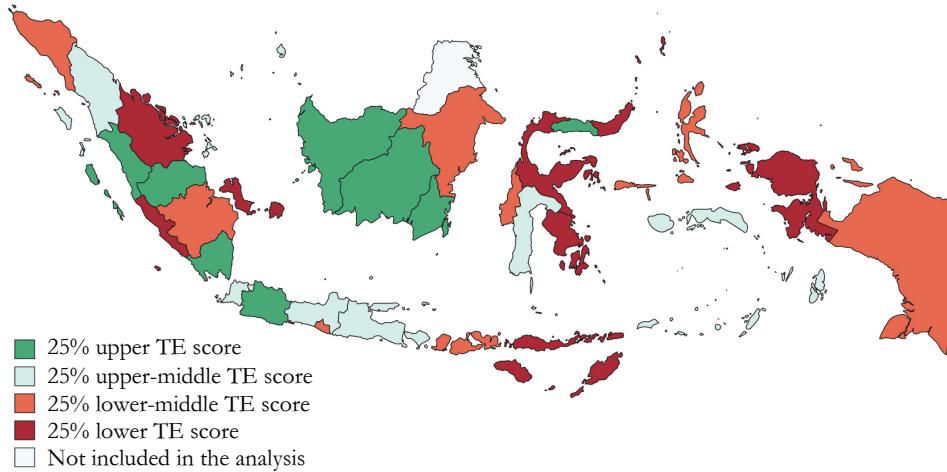 25% upper TE score
25% upper-middle TE score
25% lower-middle TE score
25% lower TE score
Not included in the analysis